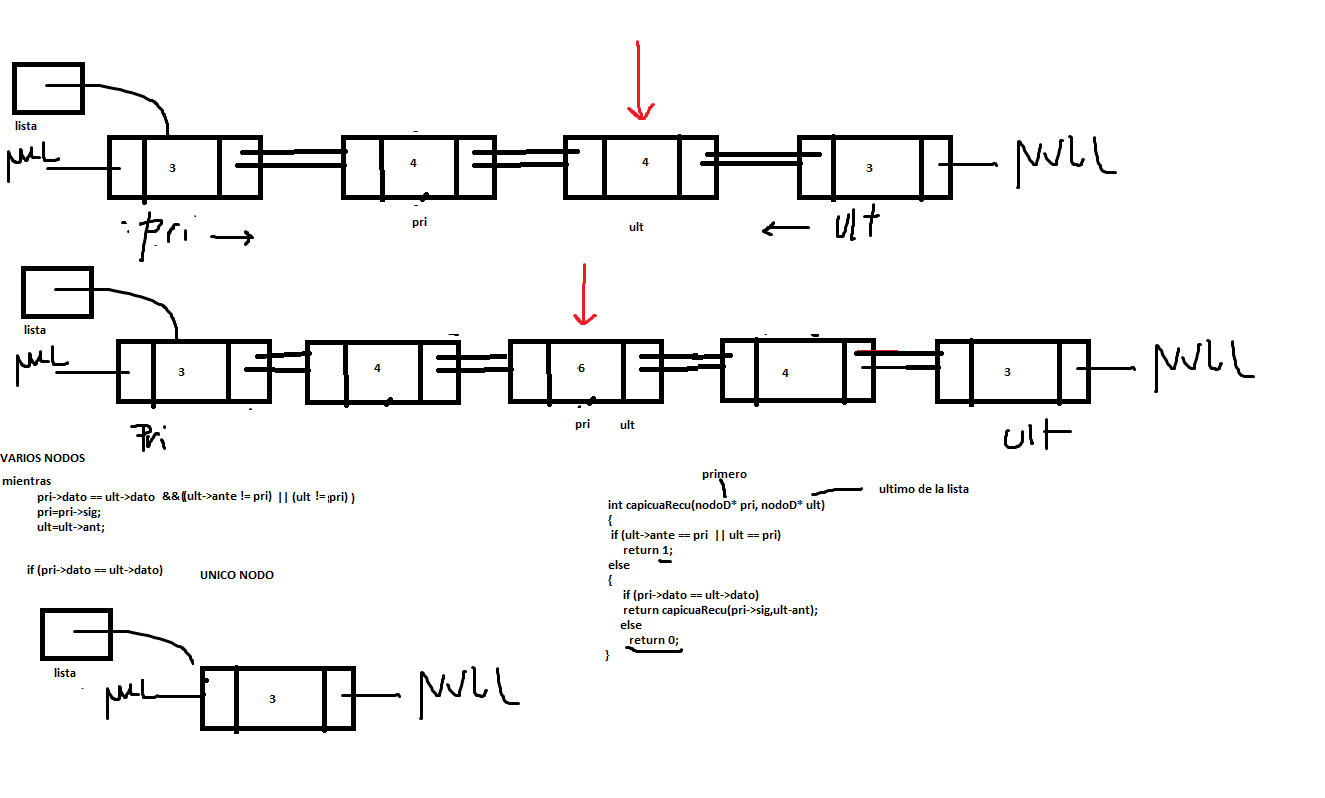 lista
NULL
3
4
4
3
NULL
pri
pri
ult
ult
lista
NULL
3
4
6
4
3
NULL
pri
pri
ult
ult
VARIOS NODOS
mientras
pri->dato == ult->dato && ((ult->ante != pri) || (ult != pri) )
pri=pri->sig;
ult=ult->ant;
if (pri->dato == ult->dato)
UNICO NODO
lista
NULL
3
NULL
primero
ultimo de la lista
int capicuaRecu(nodoD* pri, nodoD* ult)
{
if (ult->ante == pri || ult == pri)
return 1;
else
{
if (pri->dato == ult->dato)
return capicuaRecu(pri->sig,ult-ant);
else
return 0;
}